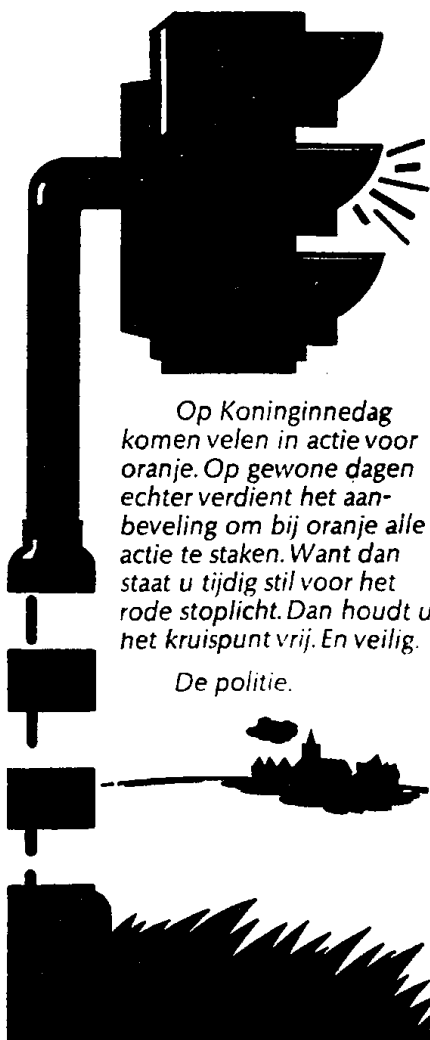 Op Koninginnedag
komen velen in actie voor
oranje. Op gewone dagen
echter verdient het aan-
beveling om bij oranje alle
actie te staken. Want dan
staat u tijdig stil voor het
rode stoplicht. Dan houdt u
het kruispunt vrij. En veilig.
De politie.